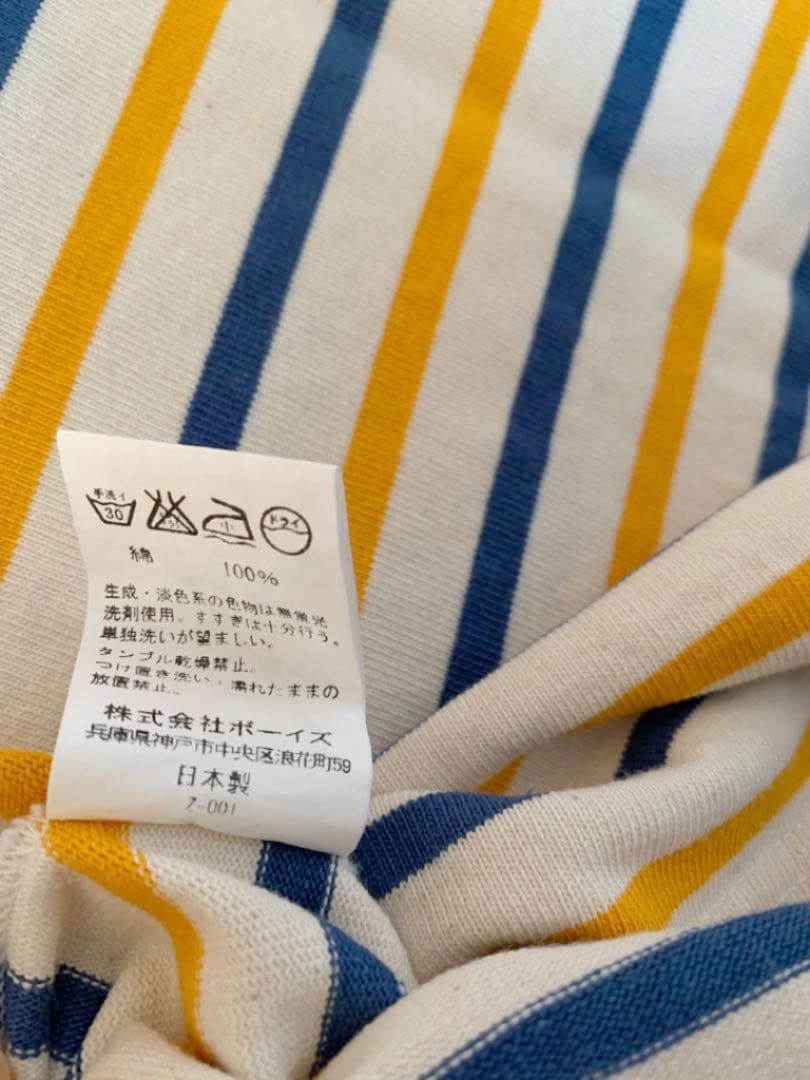 手洗イ
30
小
ドライ
綿 100%
生成・淡色系の色物は無蛍光
洗剤使用。すすぎは十分行う。
単独洗いが望ましい。
タンブル乾燥禁止。
つけ置き洗い・濡れたままの
放置禁止。
株式会社ボーイズ
兵庫県神戸市中央区浪花町59
日本製
Z-001